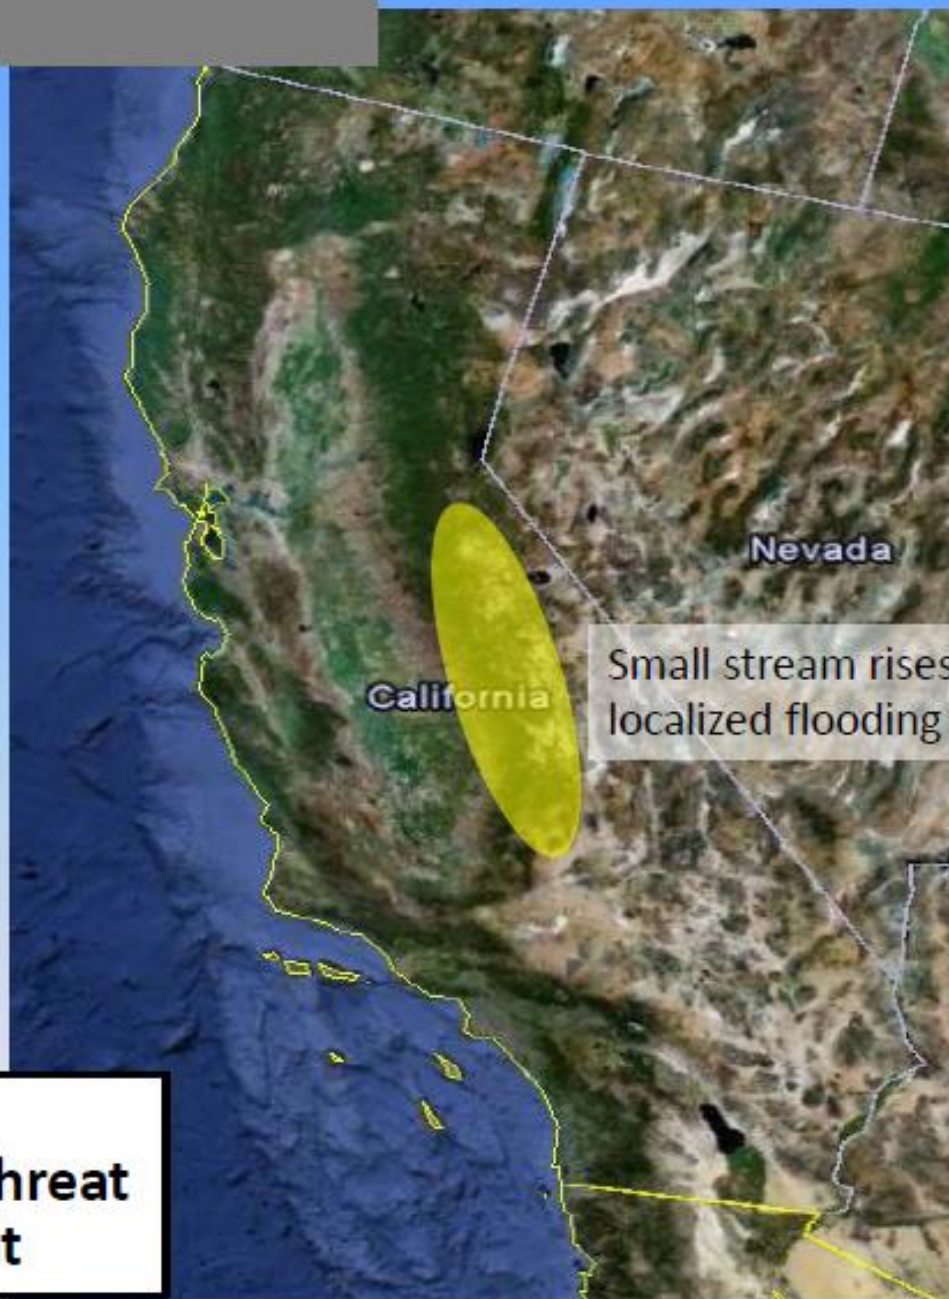 Nevada
Small stream rises
localized flooding
California
hreat
t